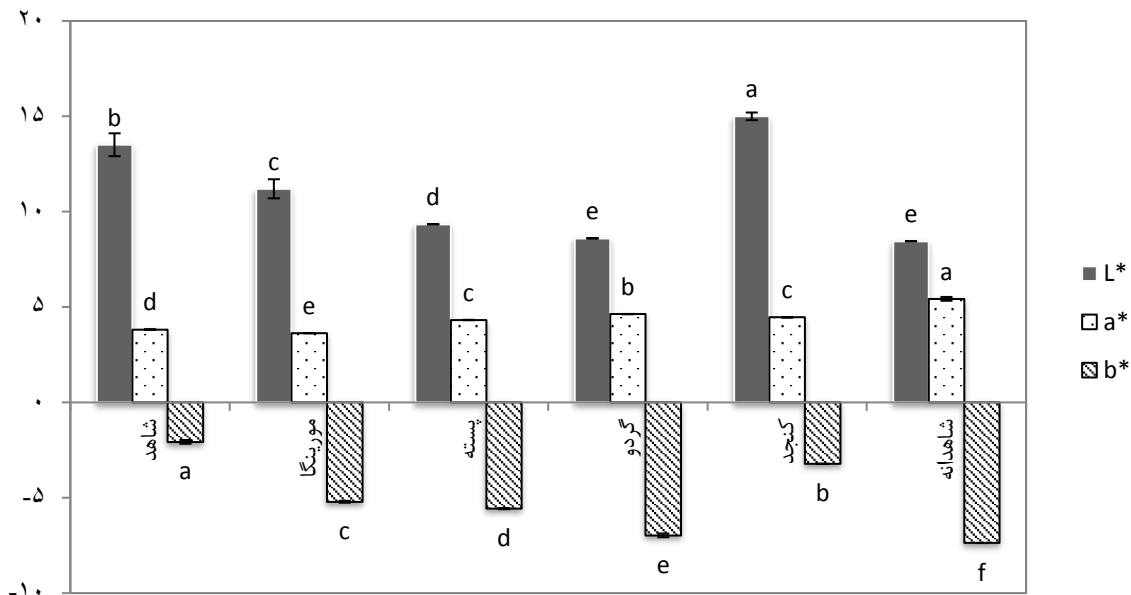 ۲۰
۱۵
۱۰
۵
۰
-۵
-۱۰
b
d
a
c
e
c
d
c
d
e
b
e
a
c
b
e
a
f
شاهد
مورینگا
پسته
گردو
کنجد
شاهدانه
L*
a*
b*